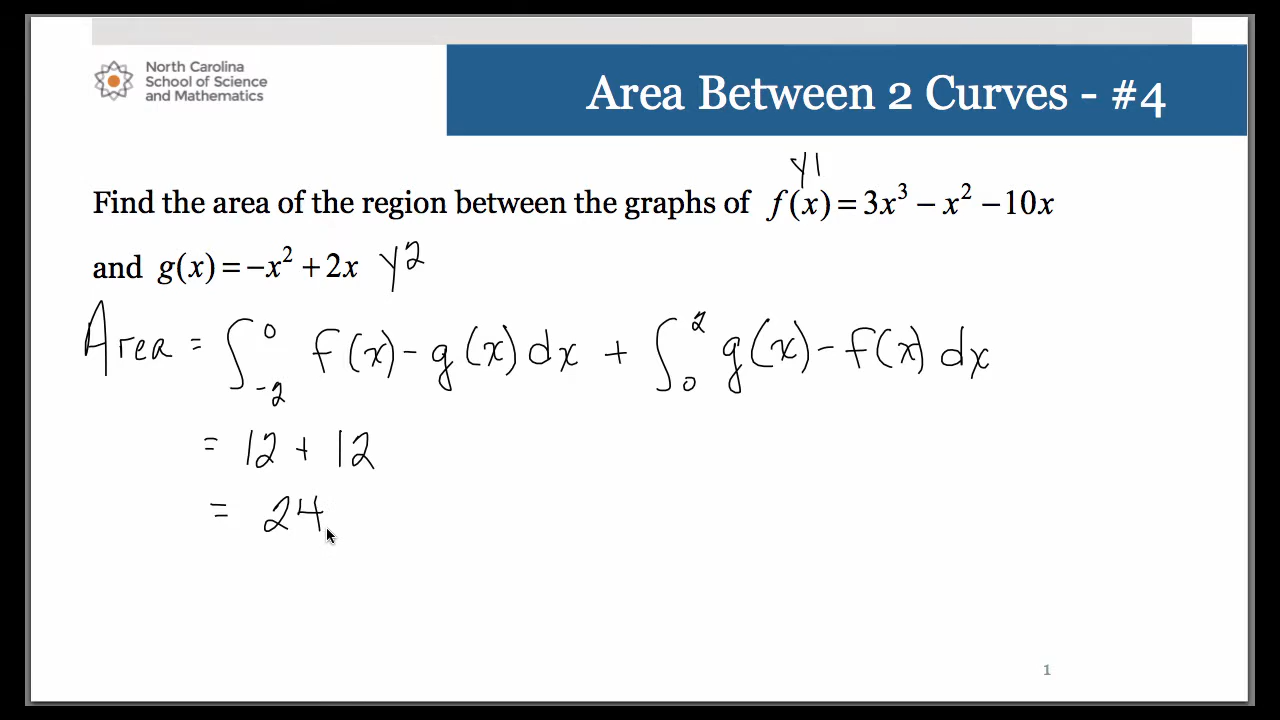 North Carolina
School of Science
and Mathematics
Area Between 2 Curves - #4
y1
Find the area of the region between the graphs of f(x) = 3x³ − x² − 10x
and g(x) = −x² + 2x y2
Area = ∫₋₂⁰ f(x) − g(x) dx + ∫₀² g(x) − f(x) dx
= 12 + 12
= 24
1